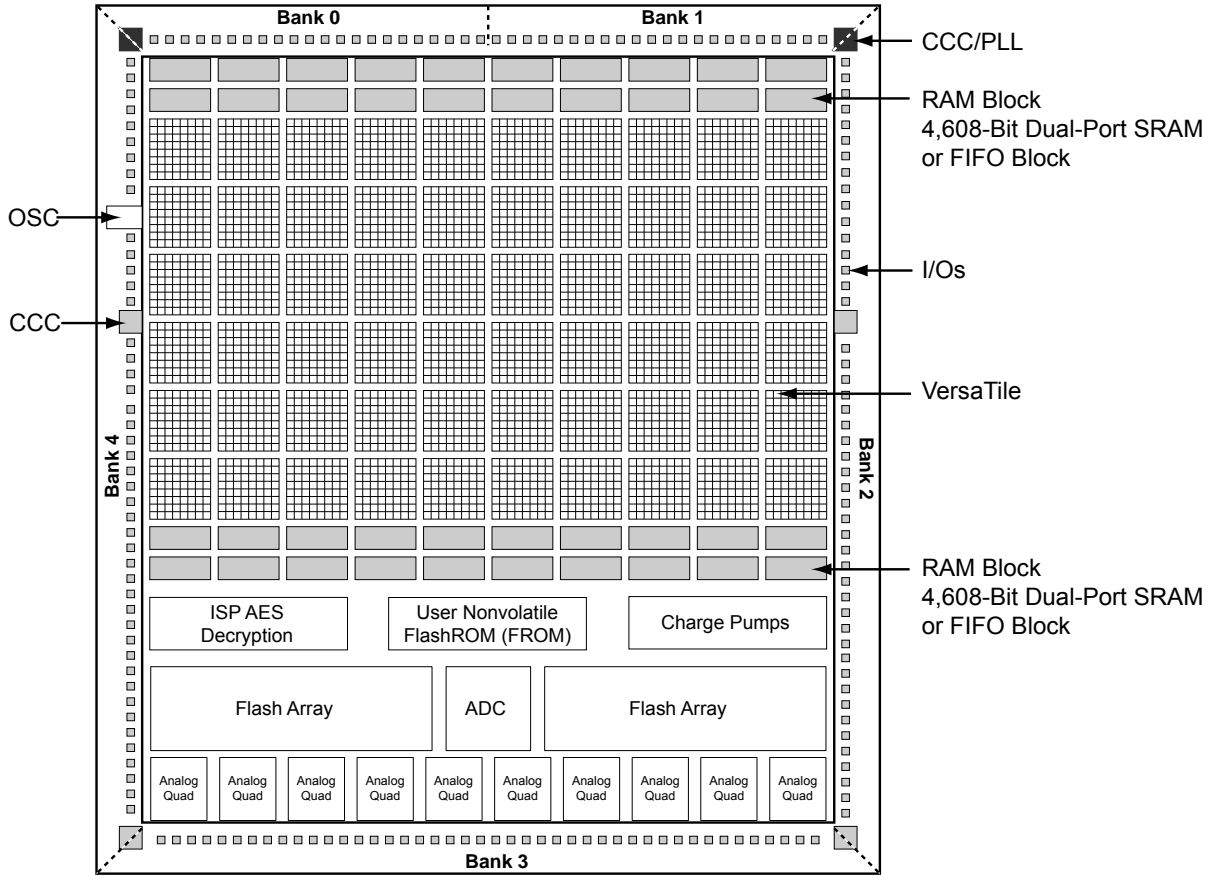 Bank 0
Bank 1
CCC/PLL
RAM Block
4,608-Bit Dual-Port SRAM
or FIFO Block
OSC
I/Os
CCC
VersaTile
Bank 4
Bank 2
RAM Block
4,608-Bit Dual-Port SRAM
or FIFO Block
ISP AES
Decryption
User Nonvolatile
FlashROM (FROM)
Charge Pumps
Flash Array
ADC
Flash Array
Analog
Quad
Analog
Quad
Analog
Quad
Analog
Quad
Analog
Quad
Analog
Quad
Analog
Quad
Analog
Quad
Analog
Quad
Analog
Quad
Bank 3